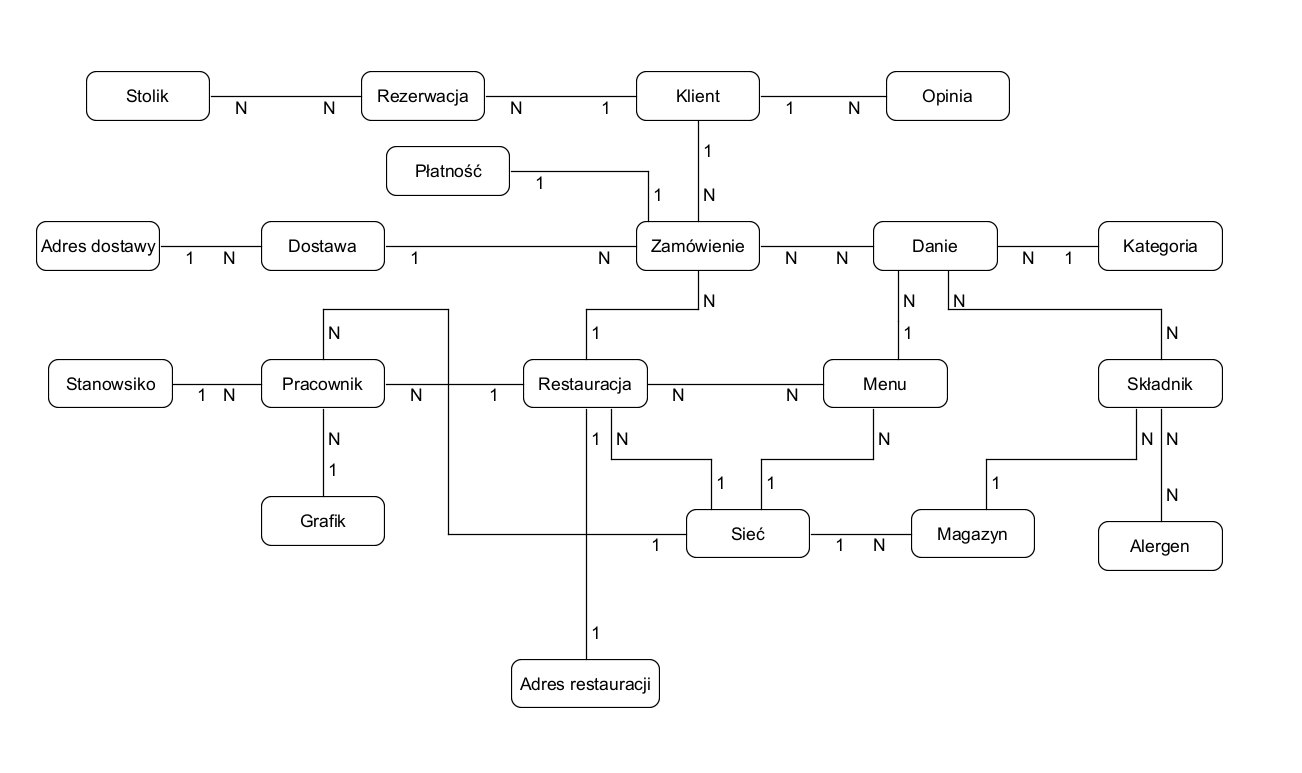 Stolik
Rezerwacja
Klient
Opinia
N
N
N
1
1
N
1
Płatność
1
1
N
Adres dostawy
Dostawa
Zamówienie
Danie
Kategoria
1
N
1
N
N
N
N
1
N
N
N
N
1
1
N
Stanowsiko
Pracownik
Restauracja
Menu
Składnik
1
N
N
1
N
N
N
1
N
N
N
N
1
1
1
1
N
Grafik
Sieć
Magazyn
Alergen
1
1
N
1
Adres restauracji